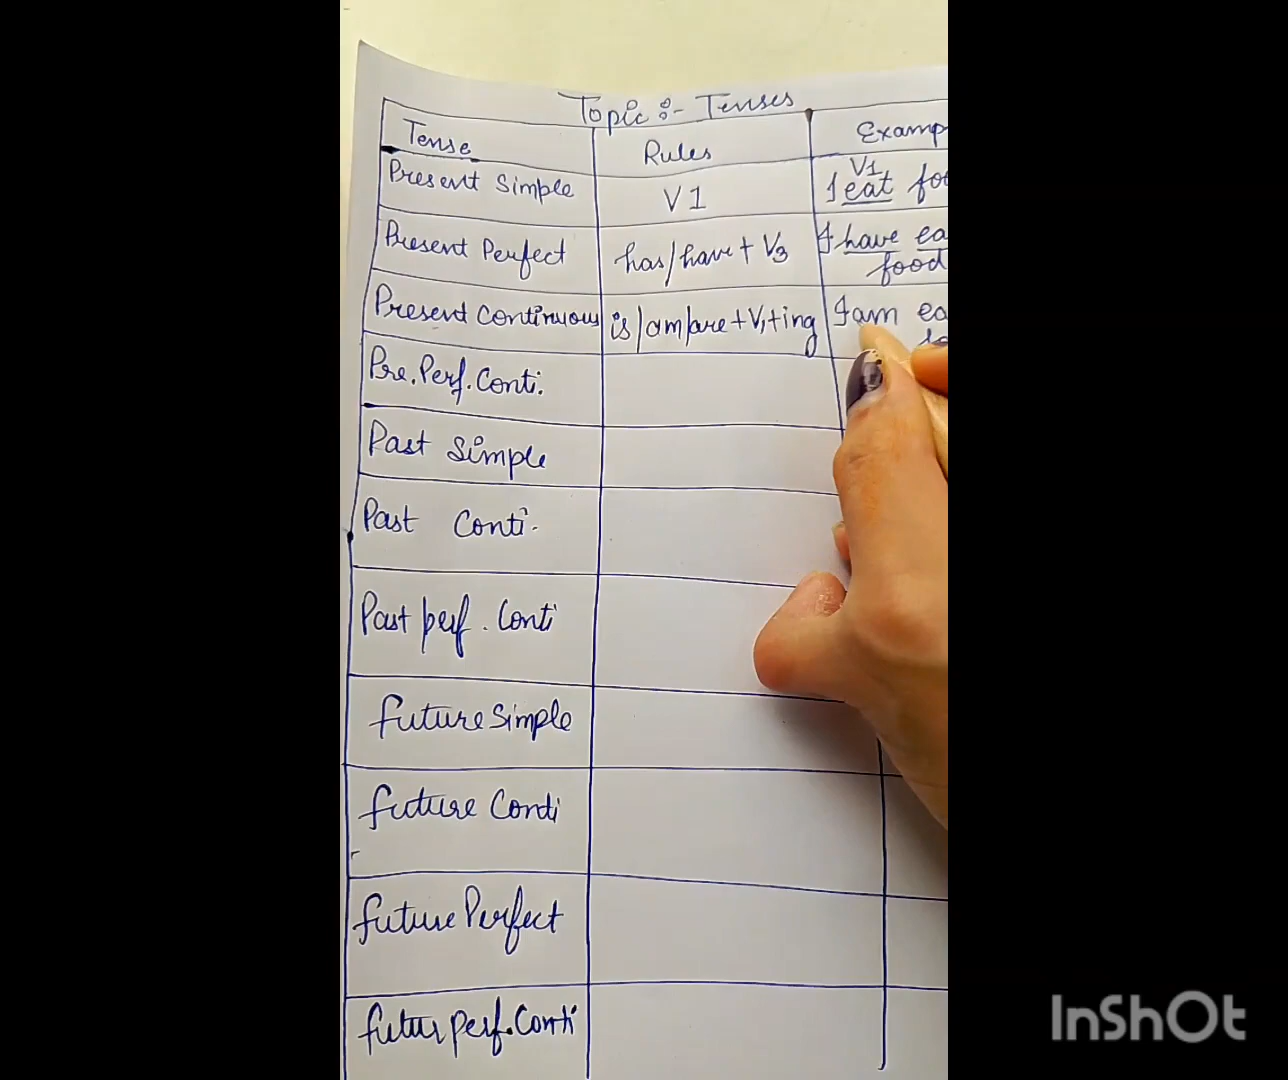 Topic :- Tenses
Tense Rules Examp
Present Simple V1 V1
I eat foo
Present Perfect has/have + V3 I have ea
food
Present Continuous is/am/are + V1 + ing I am ea
Pre. Perf. Conti.
Past Simple
Past Conti.
Past perf. Conti
future Simple
future Conti
future Perfect
futur perf. Conti
InShOt